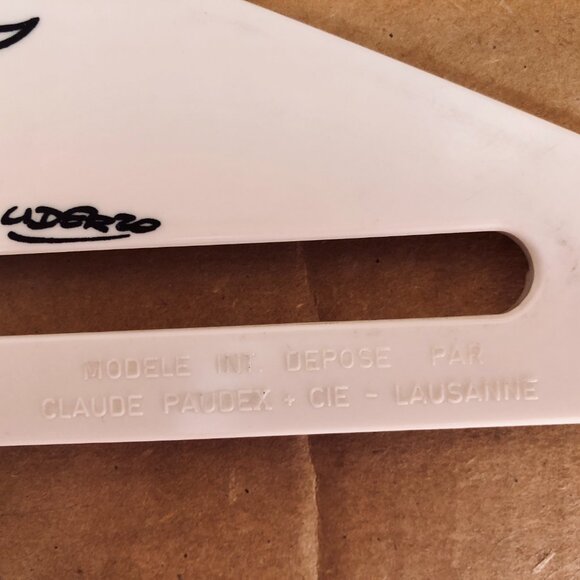 UDERZO
MODELE INT. DEPOSE PAR
CLAUDE PAUDEX + CIE - LAUSANNE